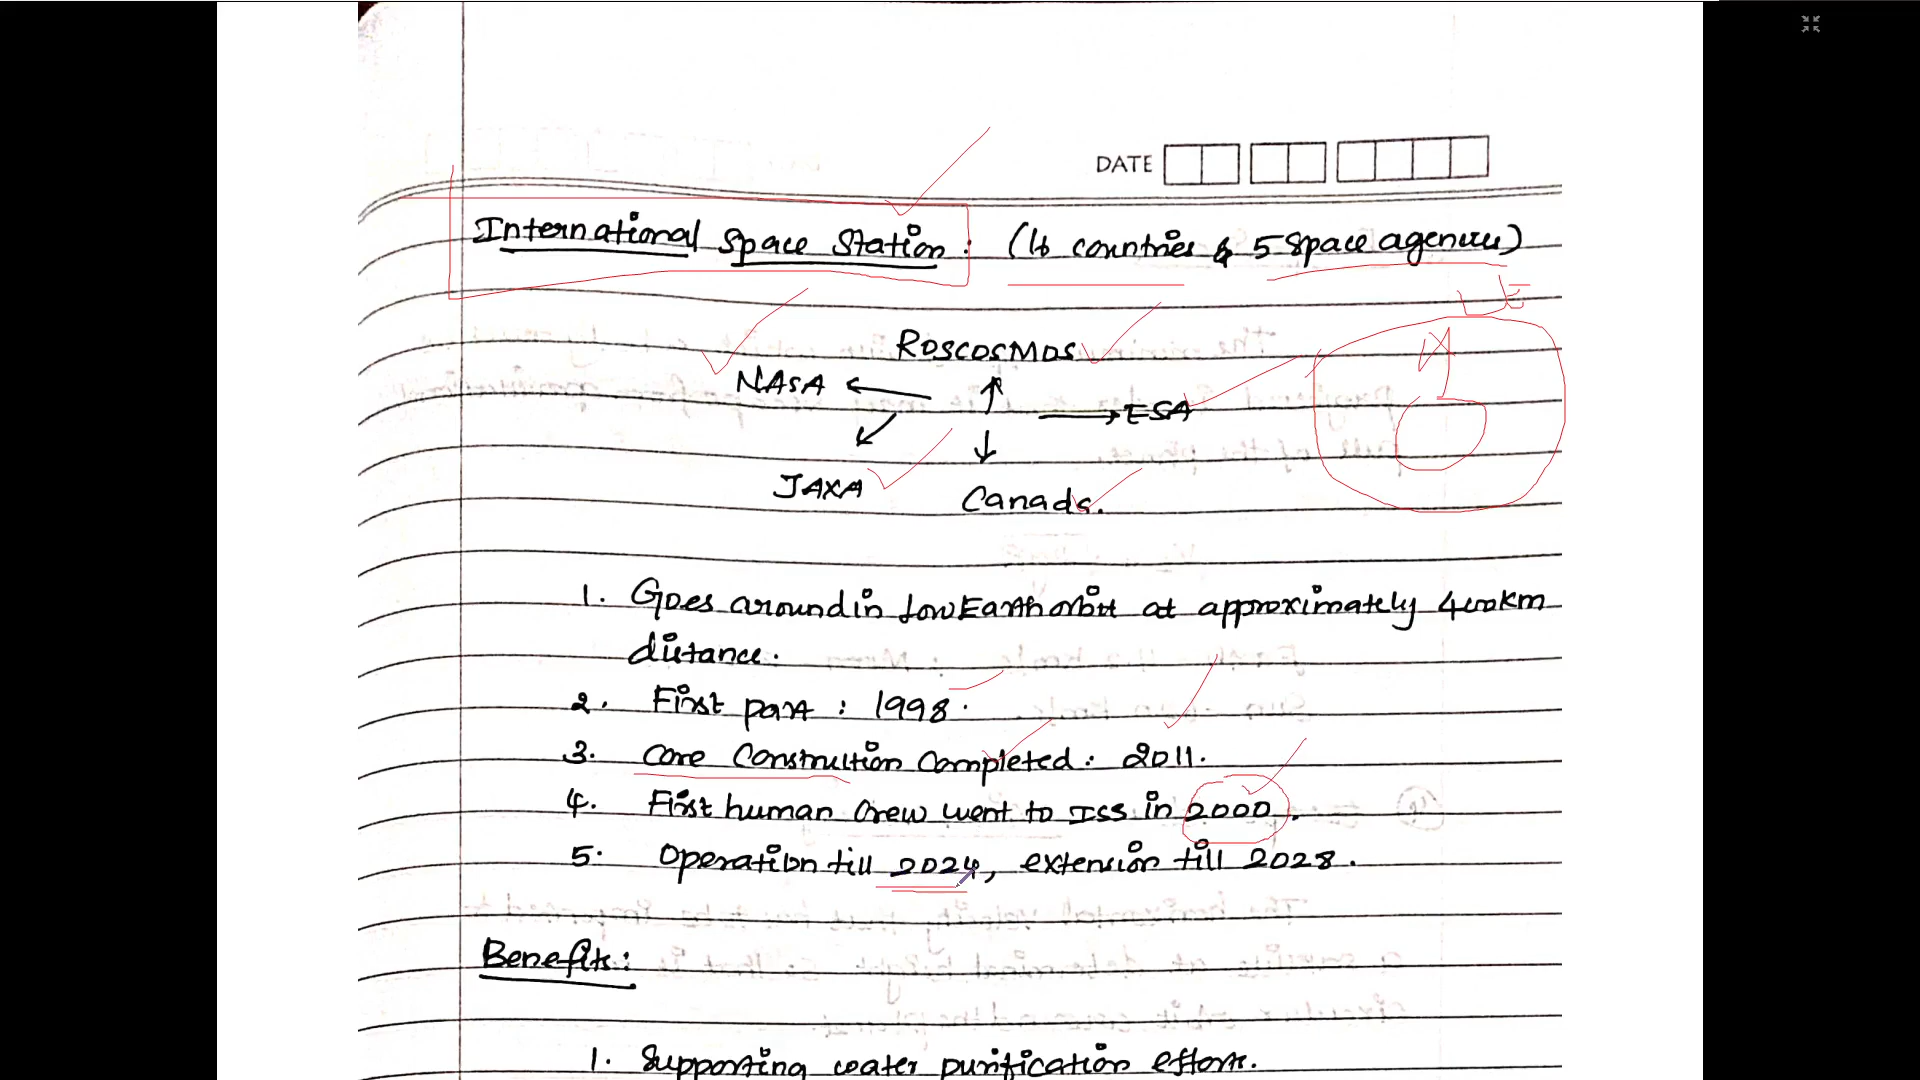 DATE
International Space Station : (16 countries & 5 Space agencies)
ROSCOSMOS
NASA
ESA
JAXA
Canada.
1. Goes around in Low Earth orbit at approximately 400km
distance.
2. First part : 1998.
3. Core Construction Completed : 2011.
4. First human crew went to ISS in 2000.
5. Operation till 2024, extension till 2028.
Benefits :
1. Supporting water purification efforts.